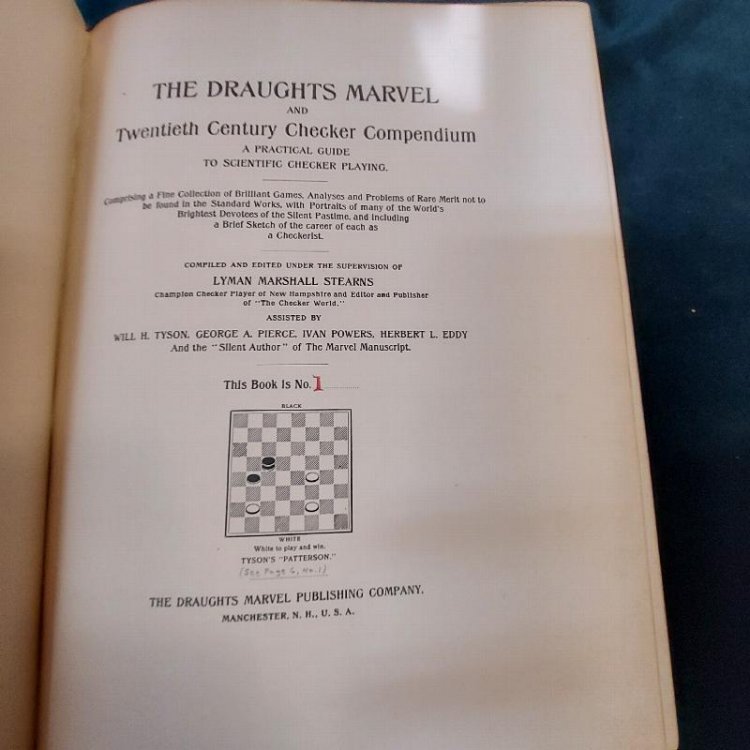 THE DRAUGHTS MARVEL
AND
Twentieth Century Checker Compendium
A PRACTICAL GUIDE
TO SCIENTIFIC CHECKER PLAYING.
Comprising a Fine Collection of Brilliant Games, Analyses and Problems of Rare Merit not to
be found in the Standard Works, with Portraits of many of the World's
Brightest Devotees of the Silent Pastime, and including
a Brief Sketch of the career of each as
a Checkerist.
COMPILED AND EDITED UNDER THE SUPERVISION OF
LYMAN MARSHALL STEARNS
Champion Checker Player of New Hampshire and Editor and Publisher
of "The Checker World."
ASSISTED BY
WILL H. TYSON, GEORGE A. PIERCE, IVAN POWERS, HERBERT L. EDDY
And the "Silent Author" of The Marvel Manuscript.
This Book is No. 1
BLACK
WHITE
White to play and win.
TYSON'S "PATTERSON."
(See Page 6, No. 1)
THE DRAUGHTS MARVEL PUBLISHING COMPANY.
MANCHESTER, N. H., U. S. A.